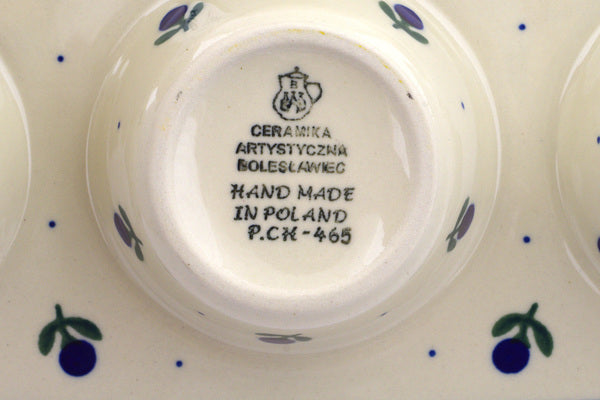 CERAMIKA
ARTYSTYCZNA
BOLESŁAWIEC
HAND MADE
IN POLAND
P.CH-465